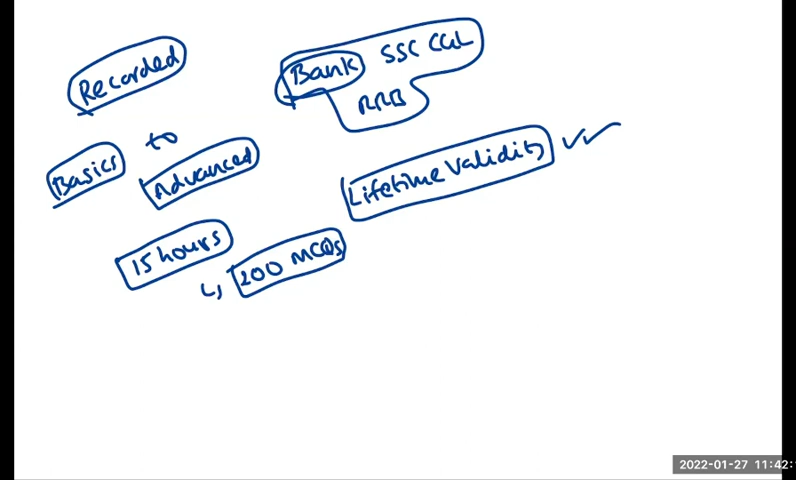 Recorded
Bank SSC CGL
RRB
Basics to Advanced
Lifetime Validity
15 hours
200 MCQs
2022-01-27 11:42: